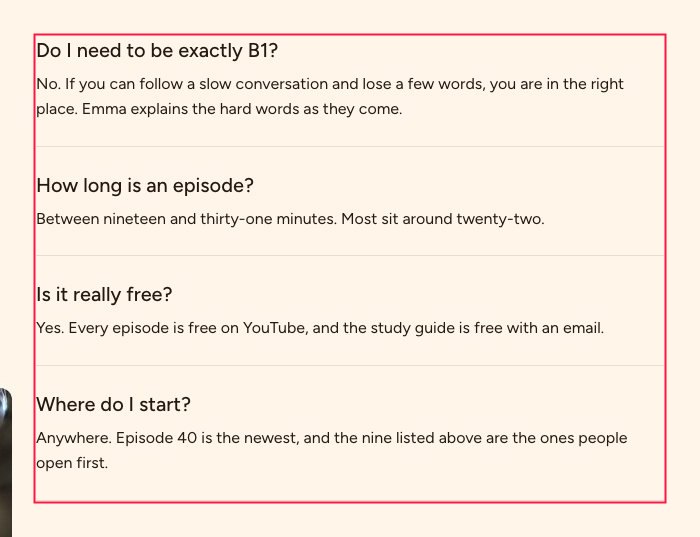 Do I need to be exactly B1?
No. If you can follow a slow conversation and lose a few words, you are in the right
place. Emma explains the hard words as they come.
How long is an episode?
Between nineteen and thirty-one minutes. Most sit around twenty-two.
Is it really free?
Yes. Every episode is free on YouTube, and the study guide is free with an email.
Where do I start?
Anywhere. Episode 40 is the newest, and the nine listed above are the ones people
open first.